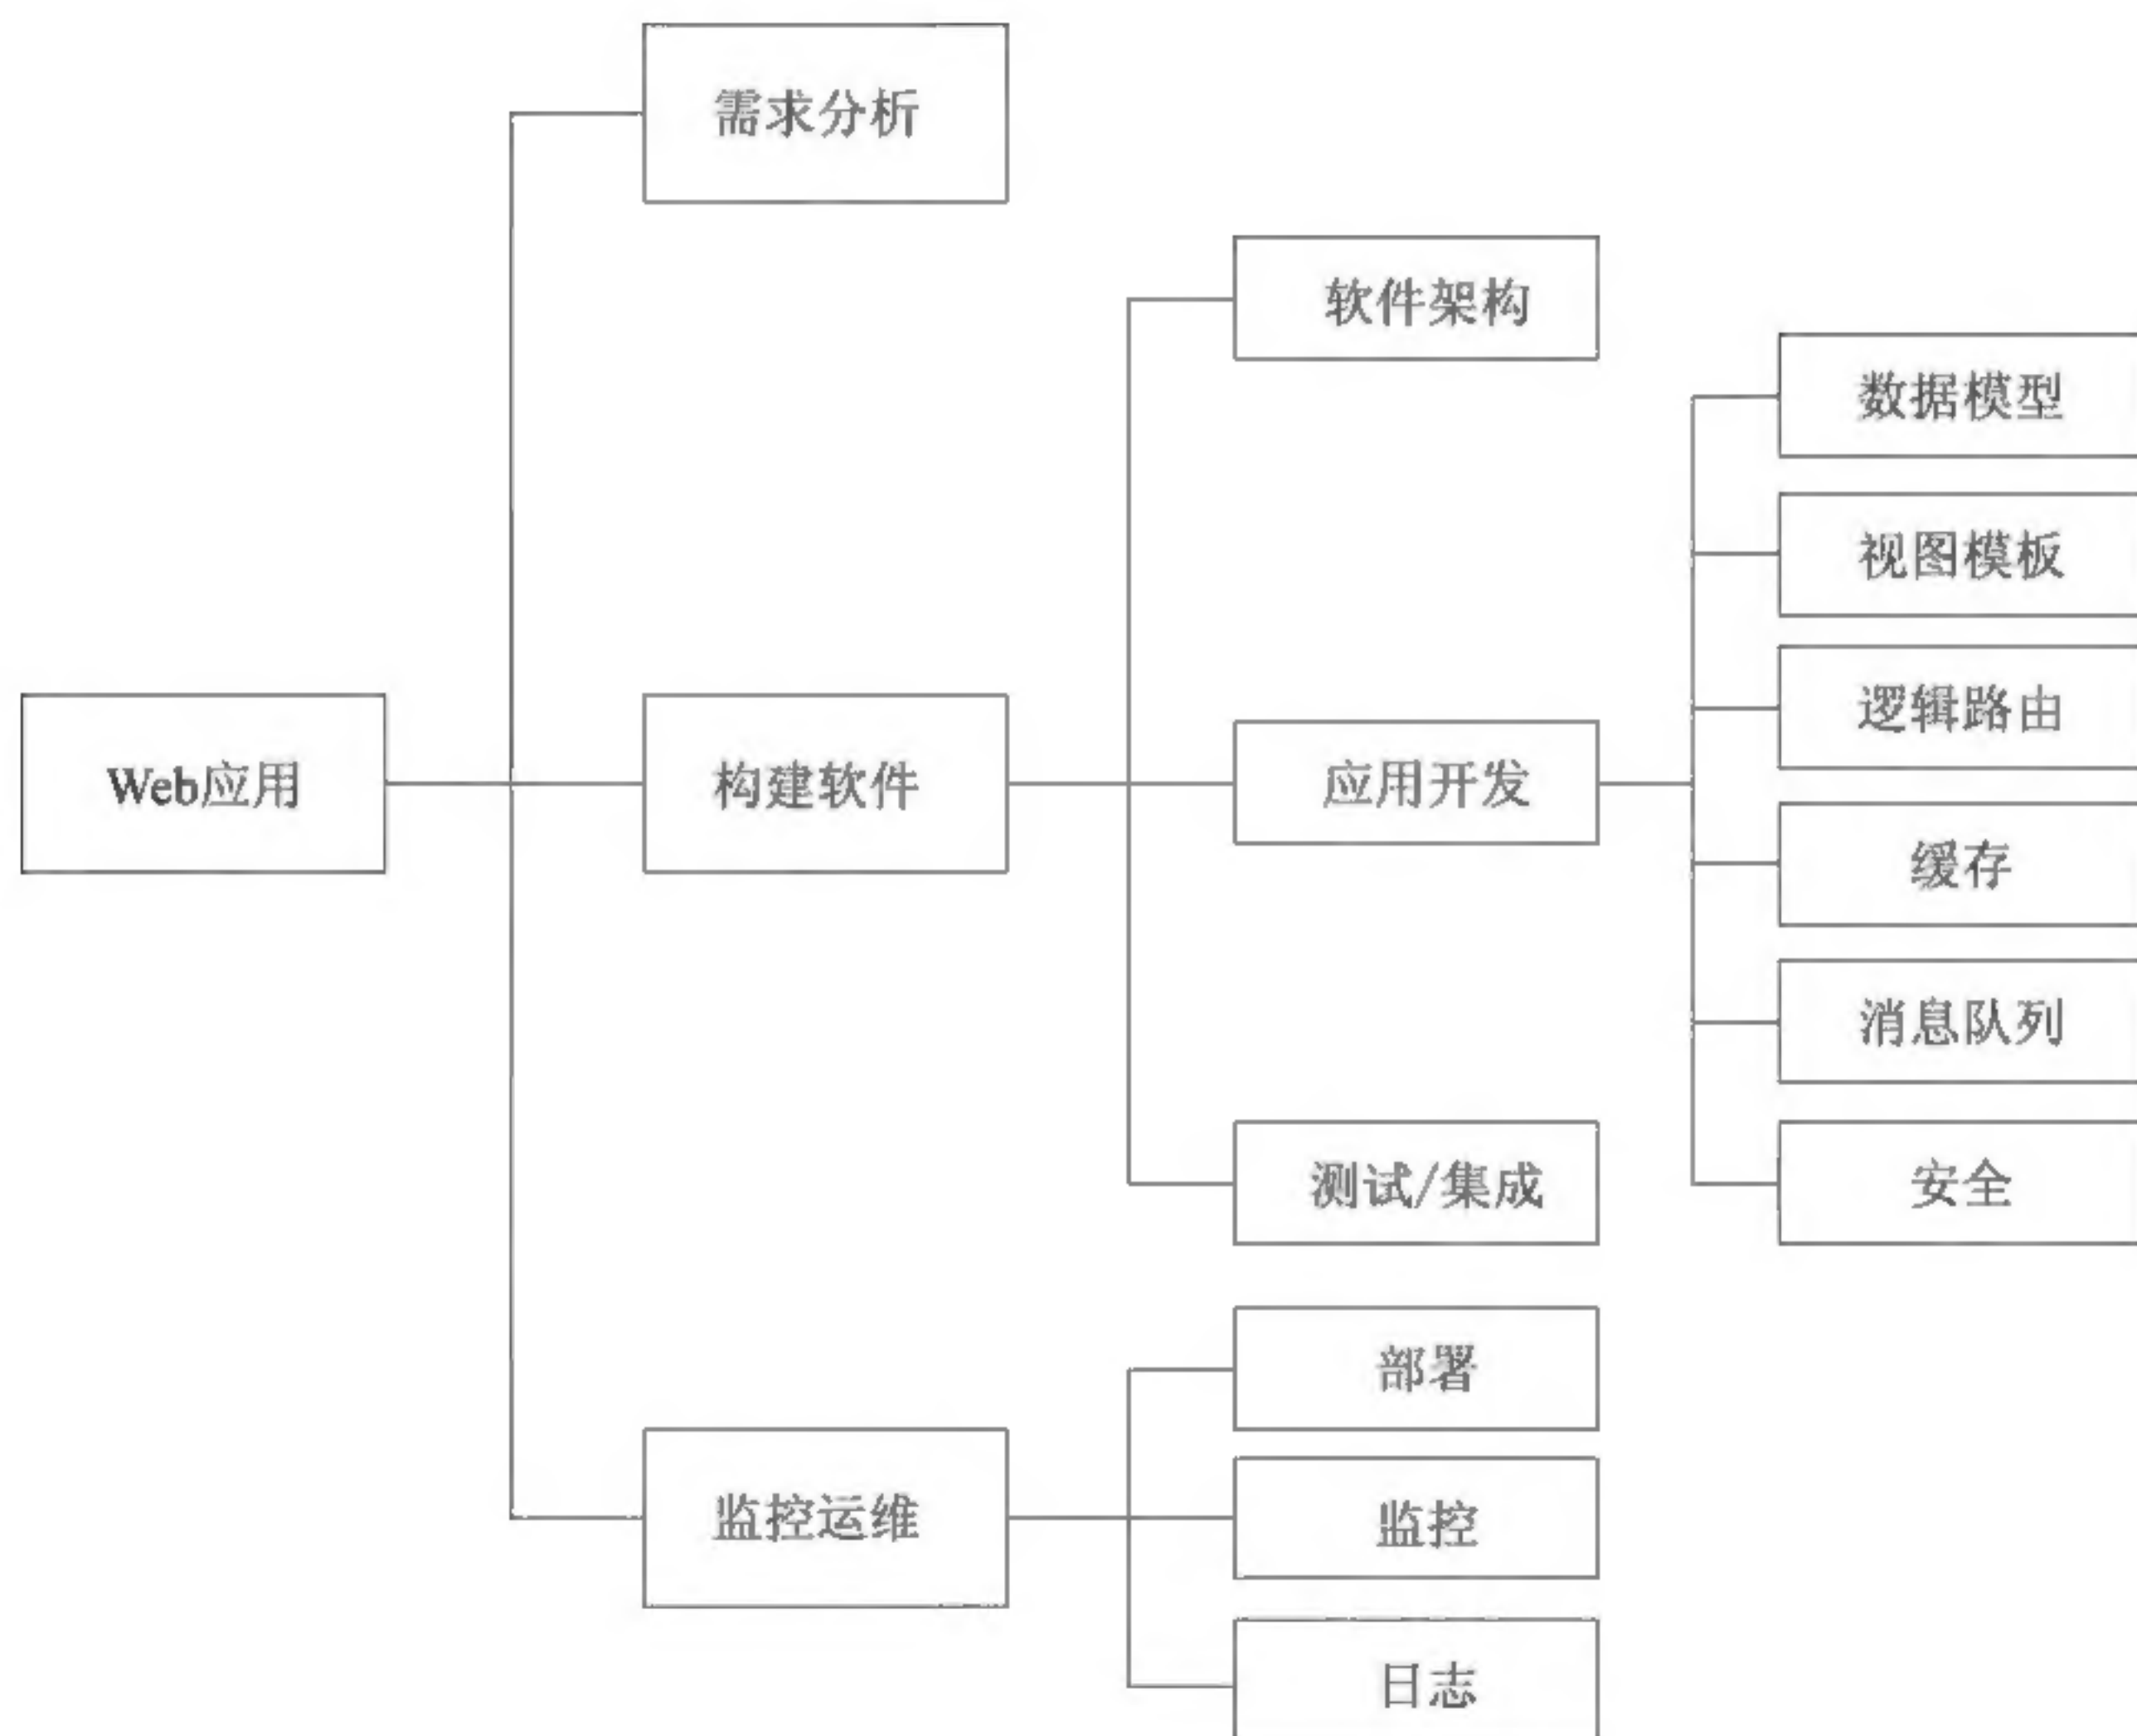 需求分析
软件架构
数据模型
视图模板
逻辑路由
Web应用
构建软件
应用开发
缓存
消息队列
测试/集成
安全
部署
监控运维
监控
日志